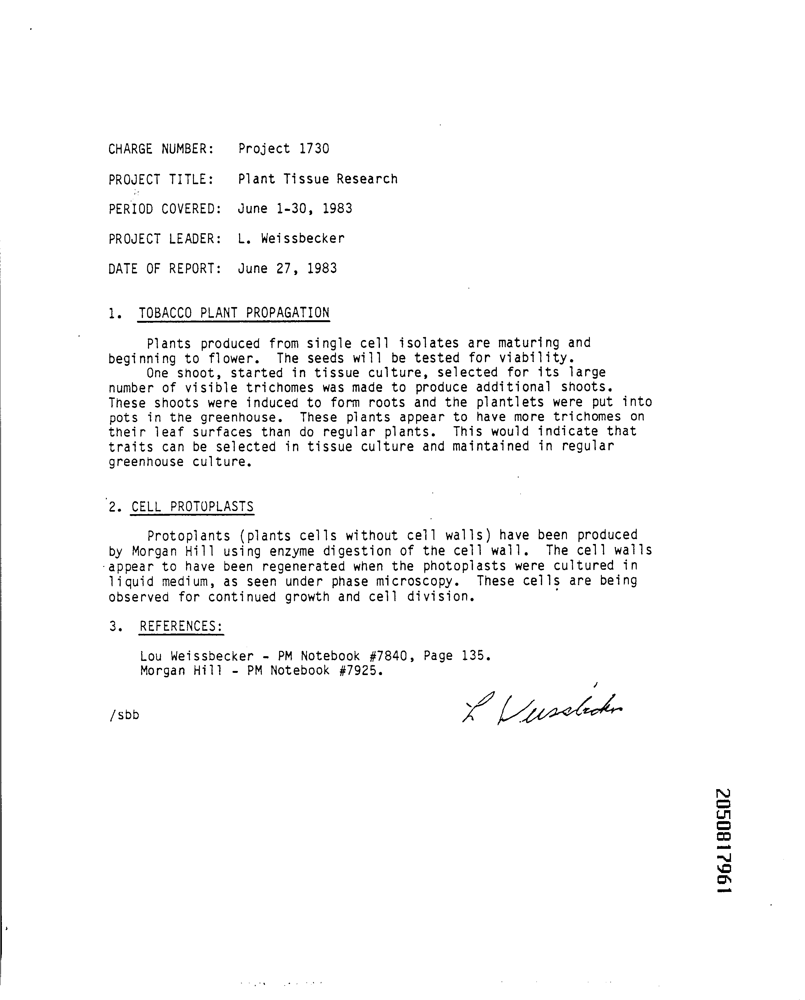 CHARGE NUMBER: Project 1730
PROJECT TITLE: Plant Tissue Research
PERIOD COVERED: June 1-30, 1983
PROJECT LEADER: L. Weissbecker
DATE OF REPORT: June 27, 1983
1. TOBACCO PLANT PROPAGATION
Plants produced from single cell isolates are maturing and
beginning to flower. The seeds will be tested for viability.
One shoot, started in tissue culture, selected for its large
number of visible trichomes was made to produce additional shoots.
These shoots were induced to form roots and the plantlets were put into
pots in the greenhouse. These plants appear to have more trichomes on
their leaf surfaces than do regular plants. This would indicate that
traits can be selected in tissue culture and maintained in regular
greenhouse culture.
2. CELL PROTOPLASTS
Protoplants (plants cells without cell walls) have been produced
by Morgan Hill using enzyme digestion of the cell wall. The cell walls
appear to have been regenerated when the photoplasts were cultured in
liquid medium, as seen under phase microscopy. These cells are being
observed for continued growth and cell division.
3. REFERENCES:
Lou Weissbecker - PM Notebook #7840, Page 135.
Morgan Hill - PM Notebook #7925.
/sbb
L Weissbecker
2050817961